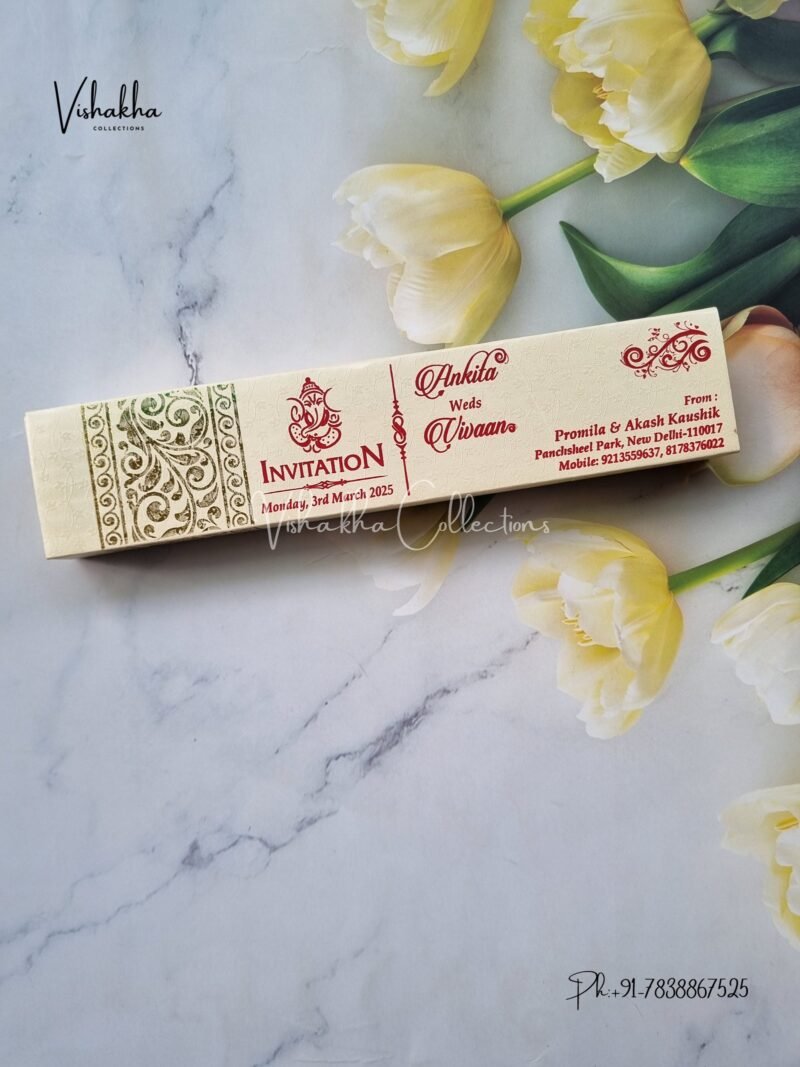 Vishakha
COLLECTIONS
INVITATION
Monday, 3rd March 2025
Ankita
Weds
Vivaan
From :
Promila & Akash Kaushik
Panchsheel Park, New Delhi-110017
Mobile: 9213559637, 8178376022
Vishakha Collections
Ph:+91-7838867525